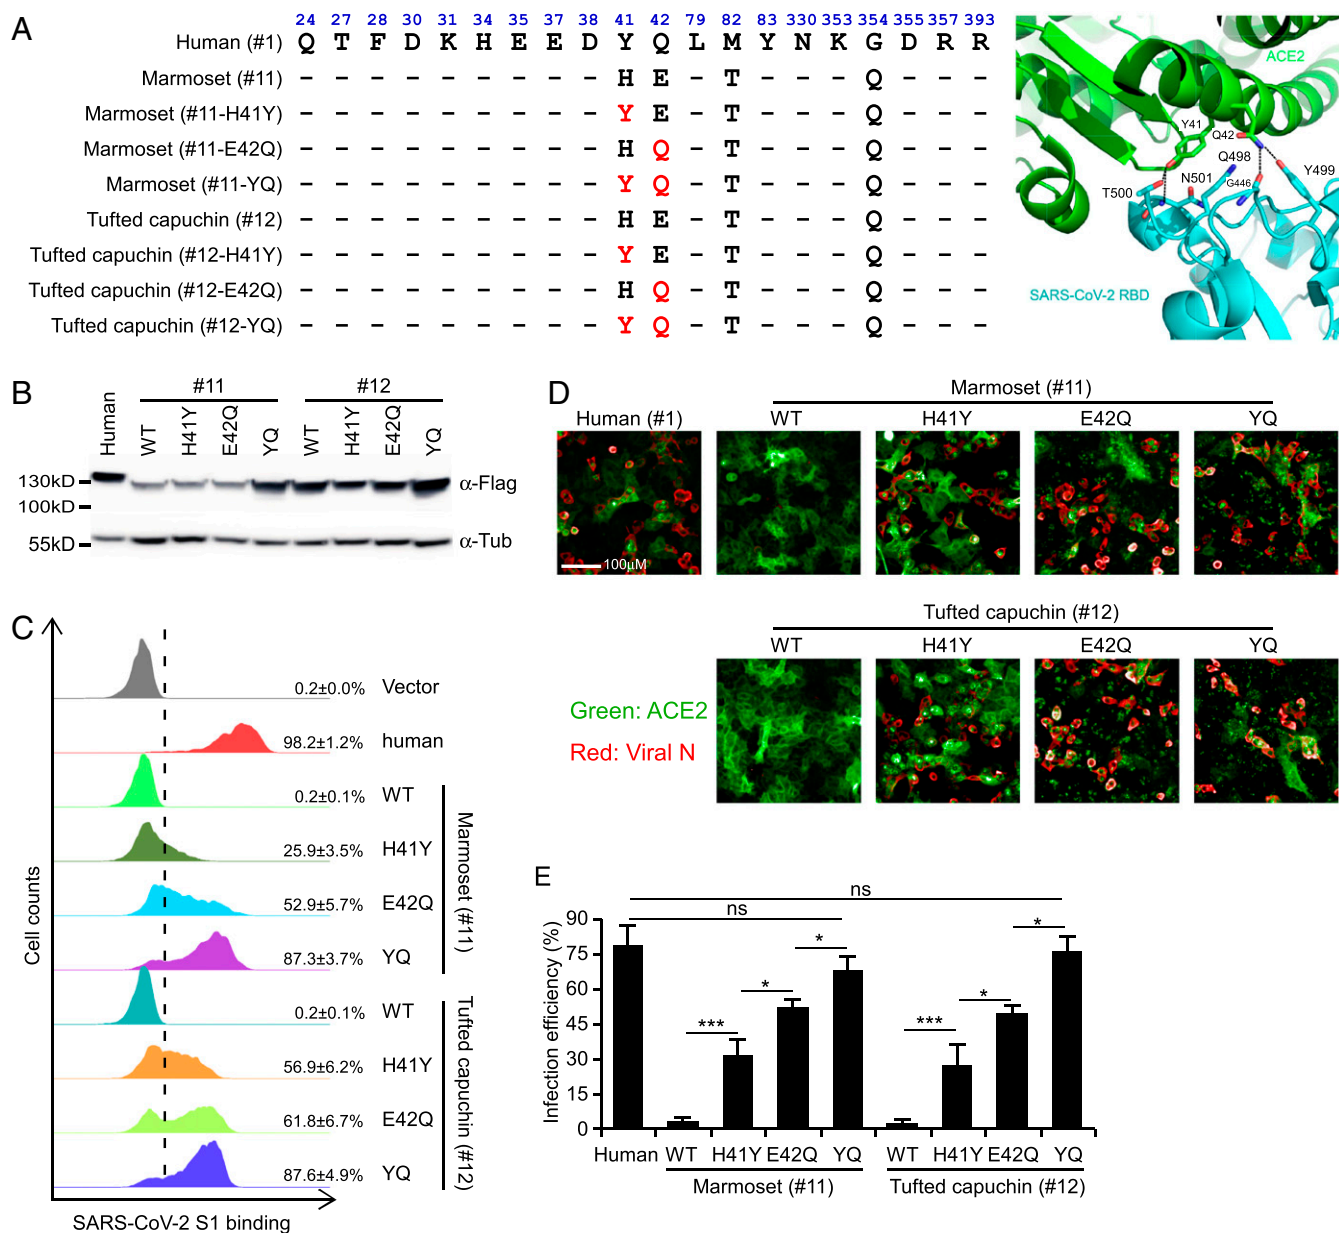 A
24 27 28 30 31 34 35 37 38 41 42 79 82 83 330 353 354 355 357 393
Human (#1) Q T F D K H E E D Y Q L M Y N K G D R R
Marmoset (#11) – – – – – – – – – H E – T – – – Q – – –
Marmoset (#11-H41Y) – – – – – – – – – Y E – T – – – Q – – –
Marmoset (#11-E42Q) – – – – – – – – – H Q – T – – – Q – – –
Marmoset (#11-YQ) – – – – – – – – – Y Q – T – – – Q – – –
Tufted capuchin (#12) – – – – – – – – – H E – T – – – Q – – –
Tufted capuchin (#12-H41Y) – – – – – – – – – Y E – T – – – Q – – –
Tufted capuchin (#12-E42Q) – – – – – – – – – H Q – T – – – Q – – –
Tufted capuchin (#12-YQ) – – – – – – – – – Y Q – T – – – Q – – –
ACE2
Y41
Q42
Q498
Y499
N501
G446
T500
SARS-CoV-2 RBD
B
#11 #12
Human WT H41Y E42Q YQ WT H41Y E42Q YQ
130kD
100kD
55kD
α-Flag
α-Tub
C
0.2±0.0% Vector
98.2±1.2% human
0.2±0.1% WT
25.9±3.5% H41Y
52.9±5.7% E42Q
87.3±3.7% YQ
Marmoset (#11)
0.2±0.1% WT
56.9±6.2% H41Y
61.8±6.7% E42Q
87.6±4.9% YQ
Tufted capuchin (#12)
Cell counts
SARS-CoV-2 S1 binding
D
Marmoset (#11)
Human (#1) WT H41Y E42Q YQ
100μM
Tufted capuchin (#12)
WT H41Y E42Q YQ
Green: ACE2
Red: Viral N
E
ns
ns
*
*
***
*
*
***
Infection efficiency (%)
90
75
60
45
30
15
0
Human WT H41Y E42Q YQ WT H41Y E42Q YQ
Marmoset (#11) Tufted capuchin (#12)